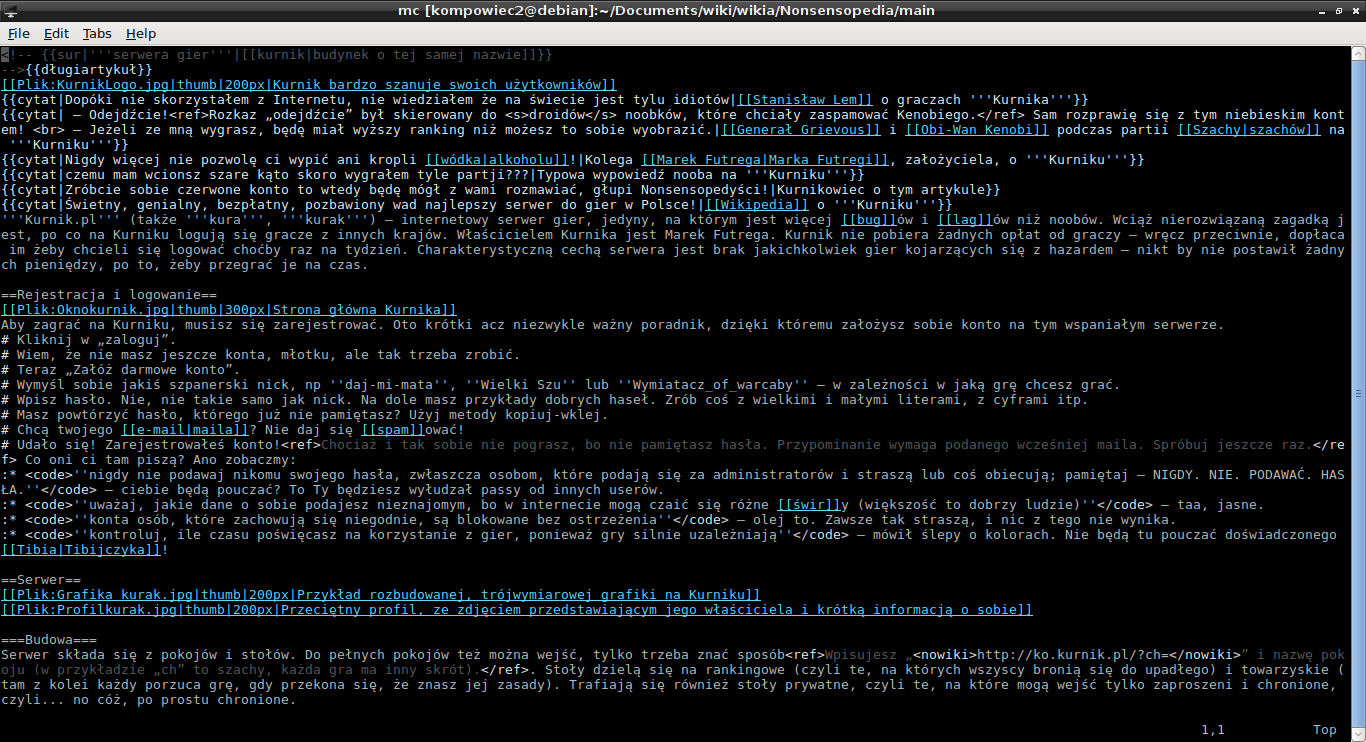 mc [kompowiec2@debian]:~/Documents/wiki/wikia/Nonsensopedia/main
File Edit Tabs Help
<!-- {{sur|'''serwera gier'''|[[kurnik|budynek o tej samej nazwie]]}}
-->{{długiartykuł}}
[[Plik:KurnikLogo.jpg|thumb|200px|Kurnik bardzo szanuje swoich użytkowników]]
{{cytat|Dopóki nie skorzystałem z Internetu, nie wiedziałem że na świecie jest tylu idiotów|[[Stanisław Lem]] o graczach '''Kurnika'''}}
{{cytat| – Odejdźcie!<ref>Rozkaz „odejdźcie” był skierowany do <s>droidów</s> noobków, które chciały zaspamować Kenobiego.</ref> Sam rozprawię się z tym niebieskim kont
em! <br> – Jeżeli ze mną wygrasz, będę miał wyższy ranking niż możesz to sobie wyobrazić.|[[Generał Grievous]] i [[Obi-Wan Kenobi]] podczas partii [[Szachy|szachów]] na
 '''Kurniku'''}}
{{cytat|Nigdy więcej nie pozwolę ci wypić ani kropli [[wódka|alkoholu]]!|Kolega [[Marek Futrega|Marka Futregi]], założyciela, o '''Kurniku'''}}
{{cytat|czemu mam wcionsz szare kąto skoro wygrałem tyle partji???|Typowa wypowiedź nooba na '''Kurniku'''}}
{{cytat|Zróbcie sobie czerwone konto to wtedy będę mógł z wami rozmawiać, głupi Nonsensopedyści!|Kurnikowiec o tym artykule}}
{{cytat|Świetny, genialny, bezpłatny, pozbawiony wad najlepszy serwer do gier w Polsce!|[[Wikipedia]] o '''Kurniku'''}}
'''Kurnik.pl''' (także '''kura''', '''kurak''') – internetowy serwer gier, jedyny, na którym jest więcej [[bug]]ów i [[lag]]ów niż noobów. Wciąż nierozwiązaną zagadką j
est, po co na Kurniku logują się gracze z innych krajów. Właścicielem Kurnika jest Marek Futrega. Kurnik nie pobiera żadnych opłat od graczy – wręcz przeciwnie, dopłaca
 im żeby chcieli się logować choćby raz na tydzień. Charakterystyczną cechą serwera jest brak jakichkolwiek gier kojarzących się z hazardem – nikt by nie postawił żadny
ch pieniędzy, po to, żeby przegrać je na czas.
==Rejestracja i logowanie==
[[Plik:Oknokurnik.jpg|thumb|300px|Strona główna Kurnika]]
Aby zagrać na Kurniku, musisz się zarejestrować. Oto krótki acz niezwykle ważny poradnik, dzięki któremu założysz sobie konto na tym wspaniałym serwerze.
# Kliknij w „zaloguj”.
# Wiem, że nie masz jeszcze konta, młotku, ale tak trzeba zrobić.
# Teraz „Załóż darmowe konto”.
# Wymyśl sobie jakiś szpanerski nick, np ''daj-mi-mata'', ''Wielki Szu'' lub ''Wymiatacz_of_warcaby'' – w zależności w jaką grę chcesz grać.
# Wpisz hasło. Nie, nie takie samo jak nick. Na dole masz przykłady dobrych haseł. Zrób coś z wielkimi i małymi literami, z cyframi itp.
# Masz powtórzyć hasło, którego już nie pamiętasz? Użyj metody kopiuj-wklej.
# Chcą twojego [[e-mail|maila]]? Nie daj się [[spam]]ować!
# Udało się! Zarejestrowałeś konto!<ref>Chociaż i tak sobie nie pograsz, bo nie pamiętasz hasła. Przypominanie wymaga podanego wcześniej maila. Spróbuj jeszcze raz.</re
f> Co oni ci tam piszą? Ano zobaczmy:
:* <code>''nigdy nie podawaj nikomu swojego hasła, zwłaszcza osobom, które podają się za administratorów i straszą lub coś obiecują; pamiętaj – NIGDY. NIE. PODAWAĆ. HAS
ŁA.''</code> – ciebie będą pouczać? To Ty będziesz wyłudzał passy od innych userów.
:* <code>''uważaj, jakie dane o sobie podajesz nieznajomym, bo w internecie mogą czaić się różne [[świr]]y (większość to dobrzy ludzie)''</code> – taa, jasne.
:* <code>''konta osób, które zachowują się niegodnie, są blokowane bez ostrzeżenia''</code> – olej to. Zawsze tak straszą, i nic z tego nie wynika.
:* <code>''kontroluj, ile czasu poświęcasz na korzystanie z gier, ponieważ gry silnie uzależniają''</code> – mówił ślepy o kolorach. Nie będą tu pouczać doświadczonego
[[Tibia|Tibijczyka]]!
==Serwer==
[[Plik:Grafika kurak.jpg|thumb|200px|Przykład rozbudowanej, trójwymiarowej grafiki na Kurniku]]
[[Plik:Profilkurak.jpg|thumb|200px|Przeciętny profil, ze zdjęciem przedstawiającym jego właściciela i krótką informacją o sobie]]
===Budowa===
Serwer składa się z pokojów i stołów. Do pełnych pokojów też można wejść, tylko trzeba znać sposób<ref>Wpisujesz „<nowiki>http://ko.kurnik.pl/?ch=</nowiki>” i nazwę pok
oju (w przykładzie „ch” to szachy, każda gra ma inny skrót).</ref>. Stoły dzielą się na rankingowe (czyli te, na których wszyscy bronią się do upadłego) i towarzyskie (
tam z kolei każdy porzuca grę, gdy przekona się, że znasz jej zasady). Trafiają się również stoły prywatne, czyli te, na które mogą wejść tylko zaproszeni i chronione,
czyli... no cóż, po prostu chronione.
1,1 Top